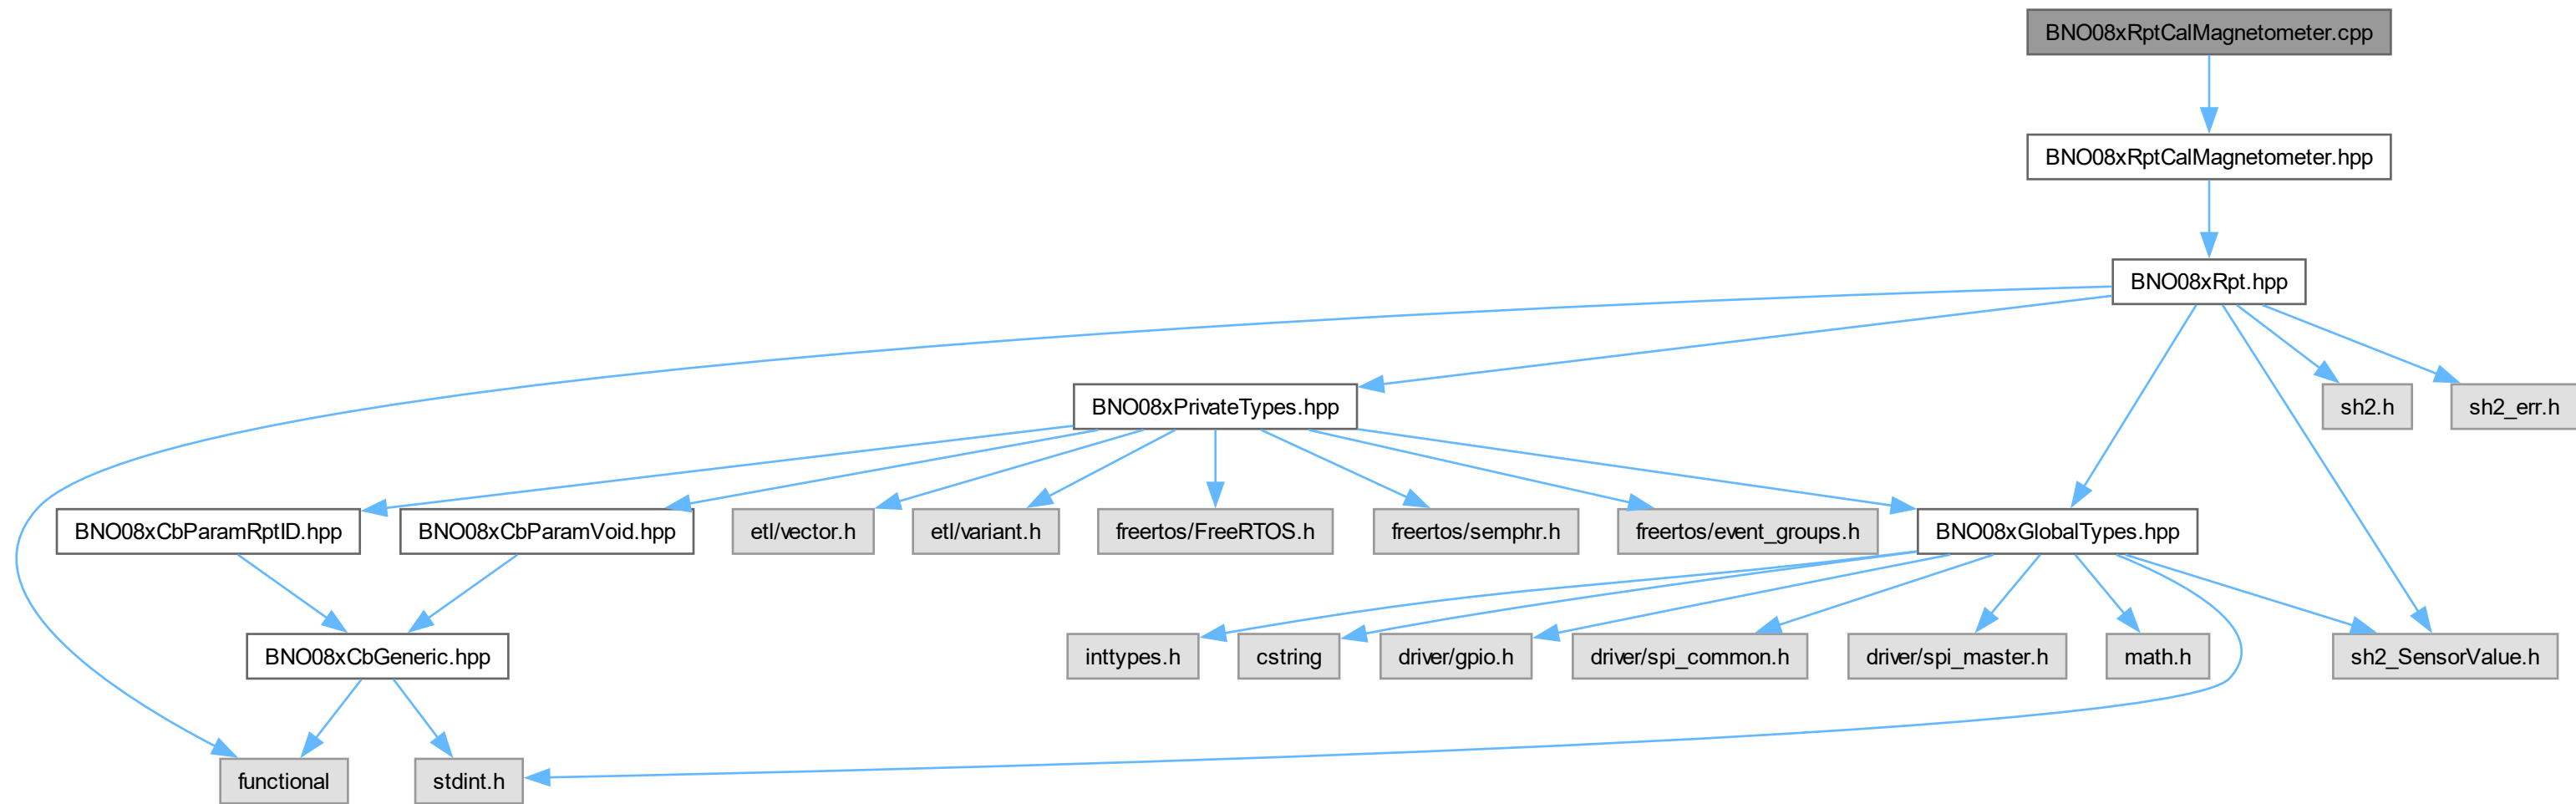 BNO08xRptCalMagnetometer.cpp
BNO08xRptCalMagnetometer.hpp
BNO08xRpt.hpp
BNO08xPrivateTypes.hpp
sh2.h
sh2_err.h
BNO08xCbParamRptID.hpp
BNO08xCbParamVoid.hpp
etl/vector.h
etl/variant.h
freertos/FreeRTOS.h
freertos/semphr.h
freertos/event_groups.h
BNO08xGlobalTypes.hpp
BNO08xCbGeneric.hpp
inttypes.h
cstring
driver/gpio.h
driver/spi_common.h
driver/spi_master.h
math.h
sh2_SensorValue.h
functional
stdint.h